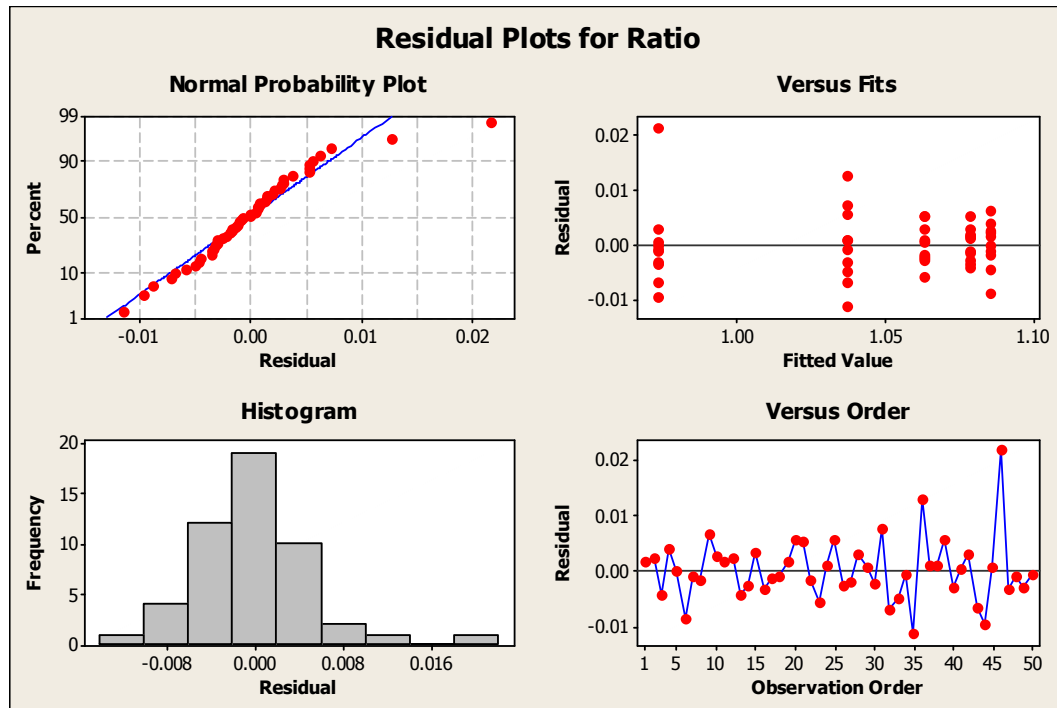 Residual Plots for Ratio
Normal Probability Plot
Percent
99
90
50
10
1
-0.01 0.00 0.01 0.02
Residual
Versus Fits
Residual
0.02
0.01
0.00
-0.01
1.00 1.05 1.10
Fitted Value
Histogram
Frequency
20
15
10
5
0
-0.008 0.000 0.008 0.016
Residual
Versus Order
Residual
0.02
0.01
0.00
-0.01
1 5 10 15 20 25 30 35 40 45 50
Observation Order